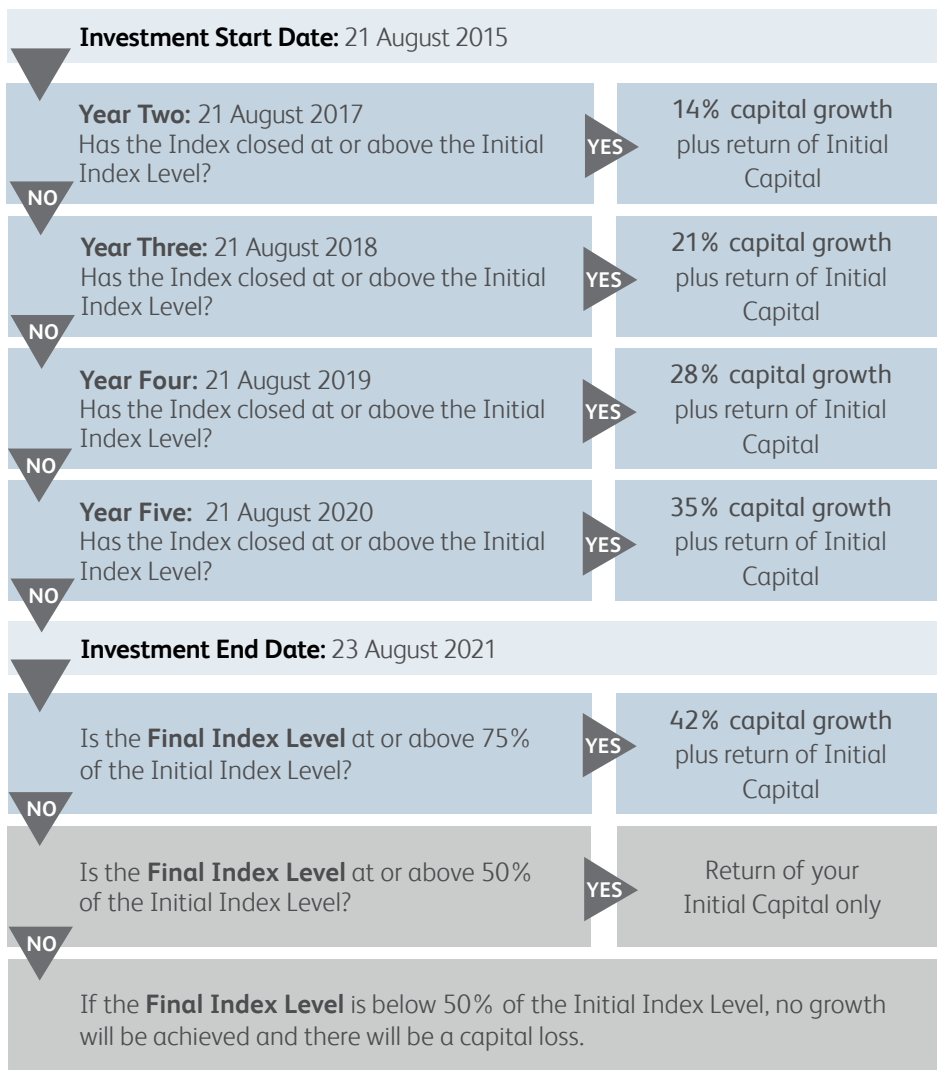 Investment Start Date: 21 August 2015
Year Two: 21 August 2017
Has the Index closed at or above the Initial
Index Level?
YES
14% capital growth
plus return of Initial
Capital
NO
Year Three: 21 August 2018
Has the Index closed at or above the Initial
Index Level?
YES
21% capital growth
plus return of Initial
Capital
NO
Year Four: 21 August 2019
Has the Index closed at or above the Initial
Index Level?
YES
28% capital growth
plus return of Initial
Capital
NO
Year Five: 21 August 2020
Has the Index closed at or above the Initial
Index Level?
YES
35% capital growth
plus return of Initial
Capital
NO
Investment End Date: 23 August 2021
Is the Final Index Level at or above 75%
of the Initial Index Level?
YES
42% capital growth
plus return of Initial
Capital
NO
Is the Final Index Level at or above 50%
of the Initial Index Level?
YES
Return of your
Initial Capital only
NO
If the Final Index Level is below 50% of the Initial Index Level, no growth
will be achieved and there will be a capital loss.